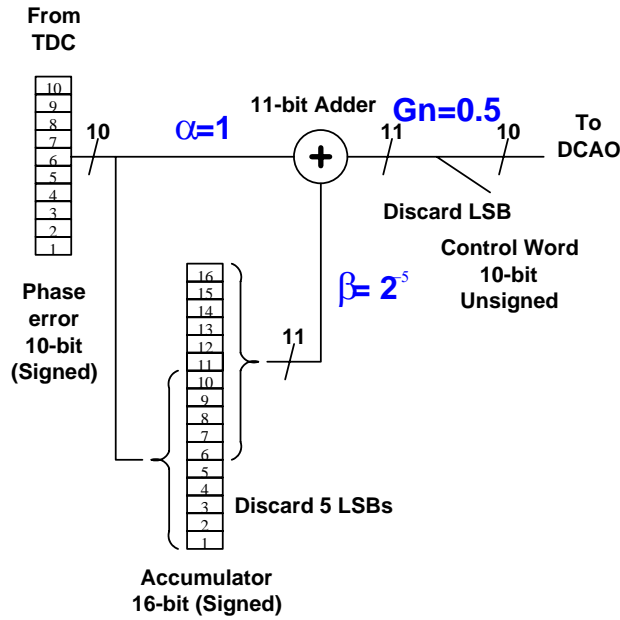 From
TDC
10
9
8
7
6
5
4
3
2
1
10
α=1
11-bit Adder
+
11
Gn=0.5
10
To
DCAO
Discard LSB
Control Word
10-bit
Unsigned
Phase
error
10-bit
(Signed)
16
15
14
13
12
11
10
9
8
7
6
5
4
3
2
1
11
β= 2⁻⁵
Discard 5 LSBs
Accumulator
16-bit (Signed)